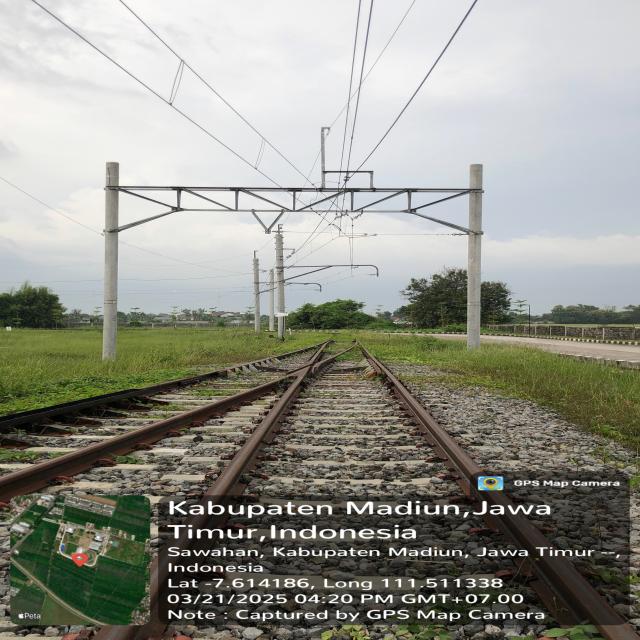 GPS Map Camera
Kabupaten Madiun,Jawa
Timur,Indonesia
Sawahan, Kabupaten Madiun, Jawa Timur --,
Indonesia
Lat -7.614186, Long 111.511338
03/21/2025 04:20 PM GMT+07.00
Note : Captured by GPS Map Camera
Peta